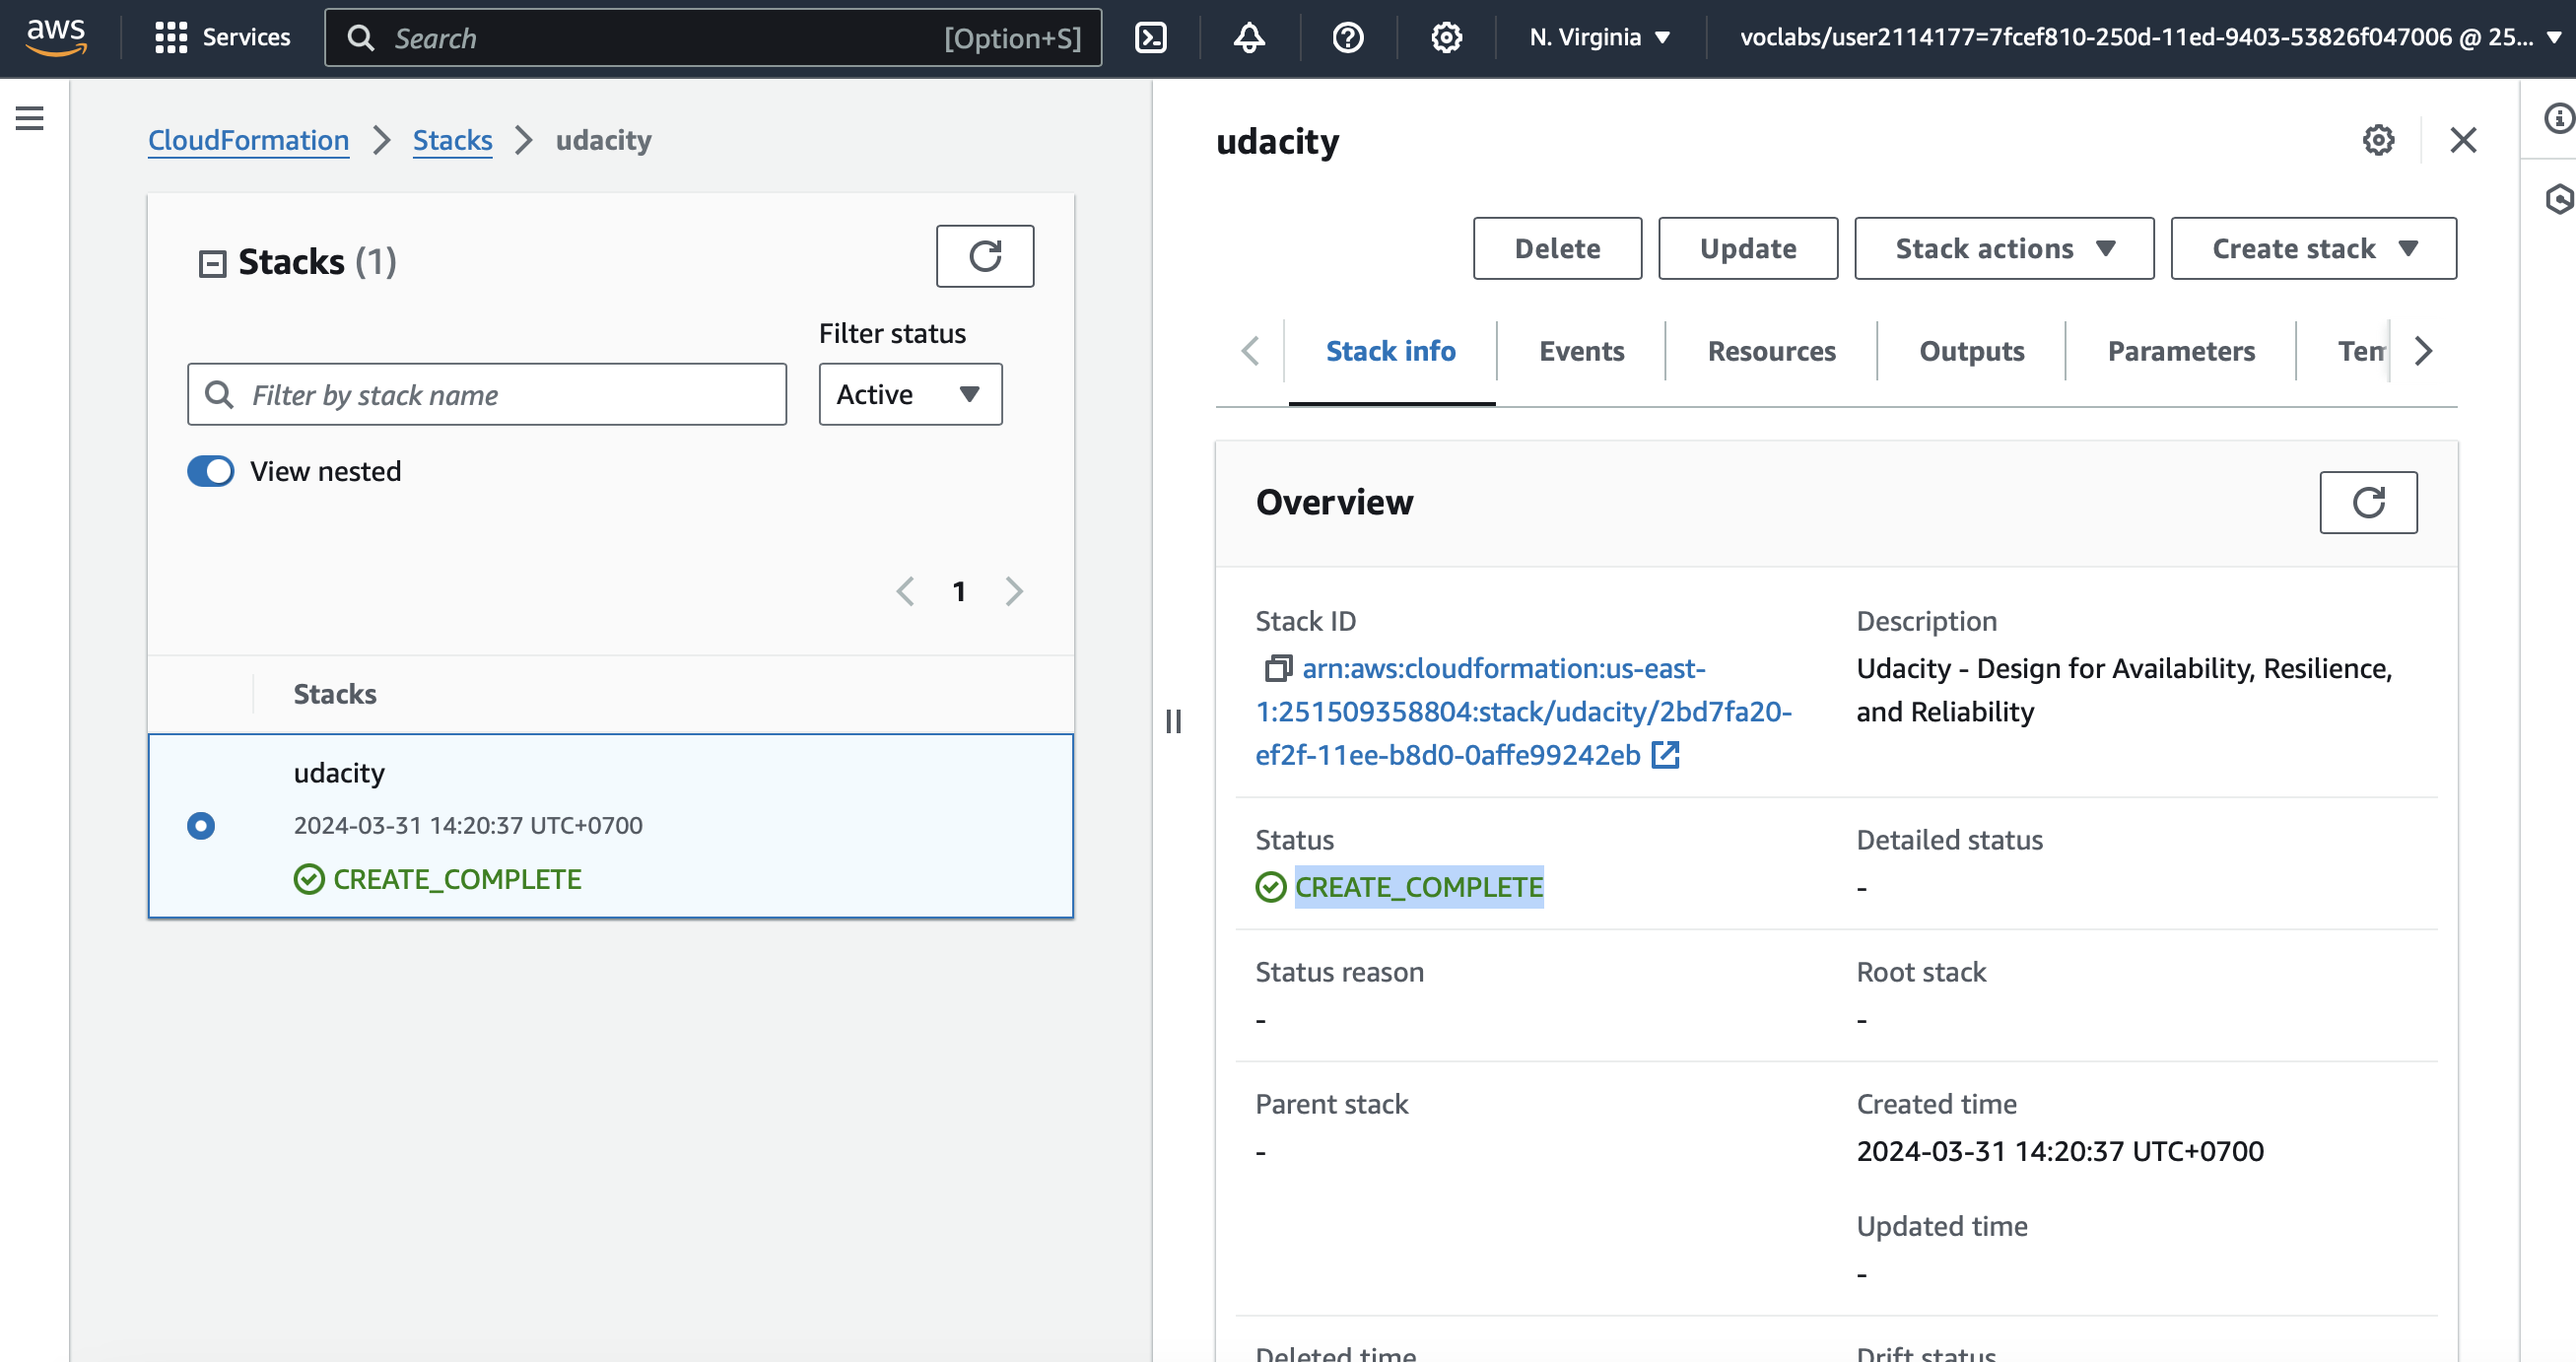 aws
Services
Search
[Option+S]
N. Virginia
voclabs/user2114177=7fcef810-250d-11ed-9403-53826f047006 @ 25...
CloudFormation
Stacks
udacity
Stacks (1)
Filter status
Filter by stack name
Active
View nested
1
Stacks
udacity
2024-03-31 14:20:37 UTC+0700
CREATE_COMPLETE
udacity
Delete
Update
Stack actions
Create stack
Stack info
Events
Resources
Outputs
Parameters
Tem
Overview
Stack ID
arn:aws:cloudformation:us-east-
1:251509358804:stack/udacity/2bd7fa20-
ef2f-11ee-b8d0-0affe99242eb
Description
Udacity - Design for Availability, Resilience,
and Reliability
Status
CREATE_COMPLETE
Detailed status
-
Status reason
-
Root stack
-
Parent stack
-
Created time
2024-03-31 14:20:37 UTC+0700
Updated time
-
Deleted time
Drift status